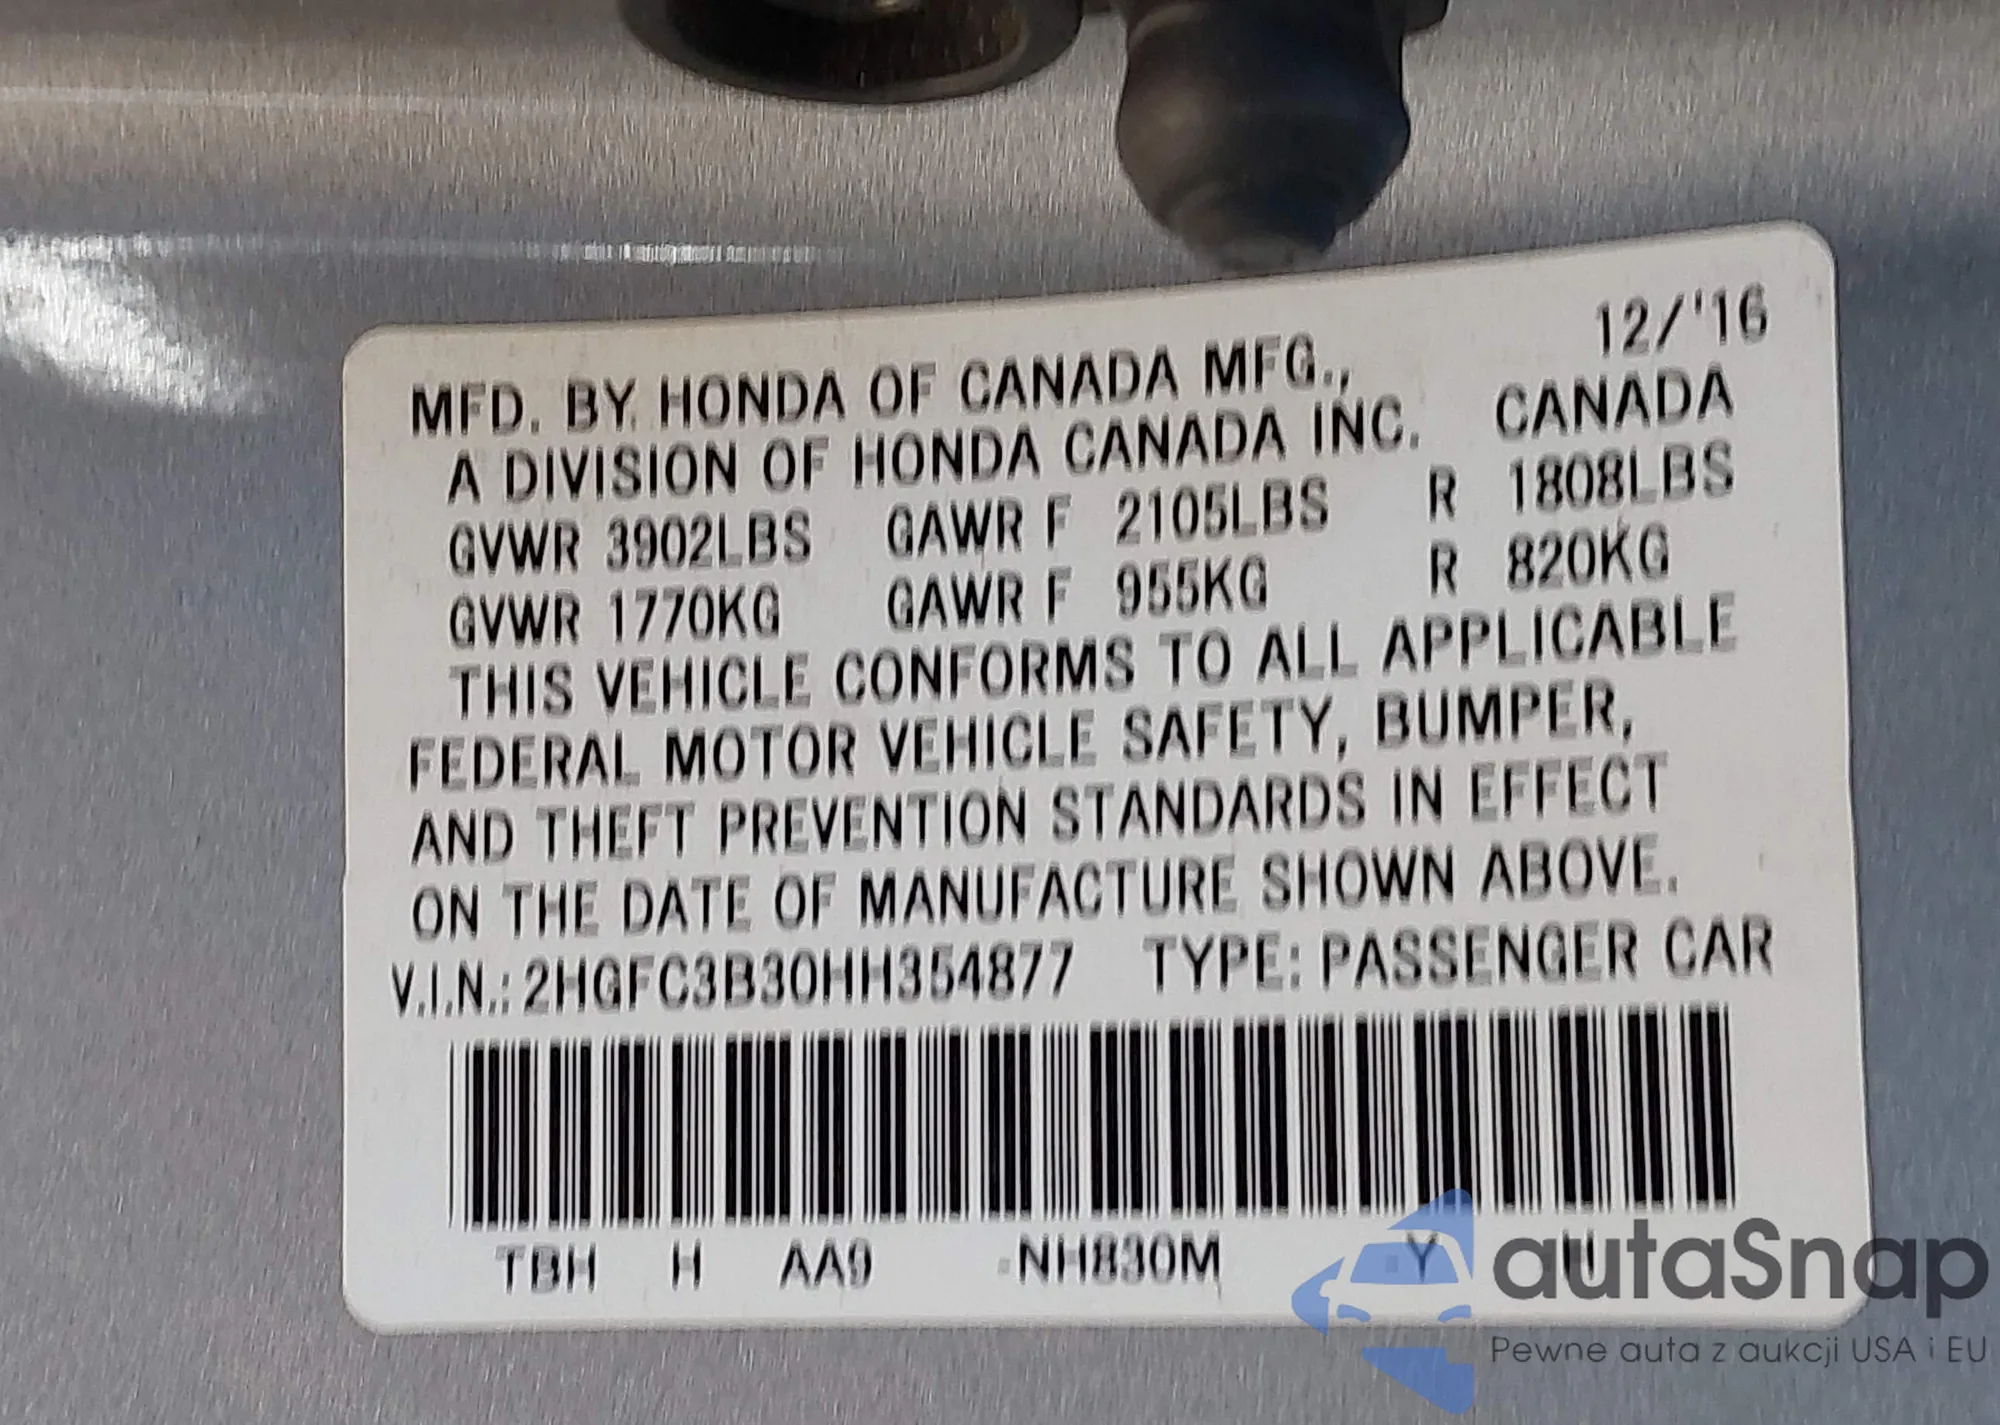 12/'16
MFD. BY HONDA OF CANADA MFG.,
A DIVISION OF HONDA CANADA INC. CANADA
GVWR 3902LBS GAWR F 2105LBS R 1808LBS
GVWR 1770KG GAWR F 955KG R 820KG
THIS VEHICLE CONFORMS TO ALL APPLICABLE
FEDERAL MOTOR VEHICLE SAFETY, BUMPER,
AND THEFT PREVENTION STANDARDS IN EFFECT
ON THE DATE OF MANUFACTURE SHOWN ABOVE.
V.I.N.: 2HGFC3B30HH354877 TYPE: PASSENGER CAR
TBH H AA9 NH830M Y H
autaSnap
Pewne auta z aukcji USA i EU